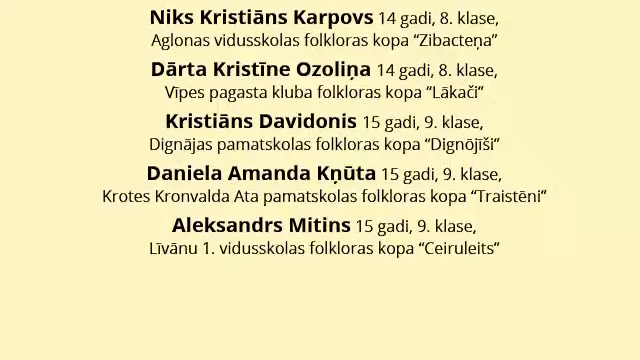 Niks Kristiāns Karpovs 14 gadi, 8. klase,
Aglonas vidusskolas folkloras kopa “Zibacteņa”
Dārta Kristīne Ozoliņa 14 gadi, 8. klase,
Vīpes pagasta kluba folkloras kopa “Lākači”
Kristiāns Davidonis 15 gadi, 9. klase,
Dignājas pamatskolas folkloras kopa “Dignōjīši”
Daniela Amanda Kņūta 15 gadi, 9. klase,
Krotes Kronvalda Ata pamatskolas folkloras kopa “Traistēni”
Aleksandrs Mitins 15 gadi, 9. klase,
Līvānu 1. vidusskolas folkloras kopa “Ceiruleits”